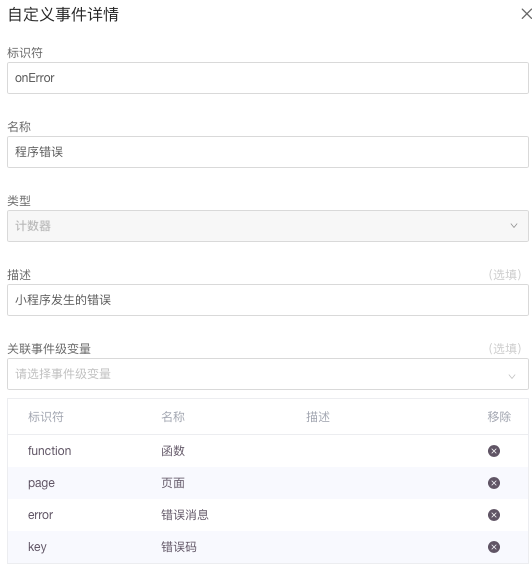 自定义事件详情
标识符
onError
名称
程序错误
类型
计数器
描述 (选填)
小程序发生的错误
关联事件级变量 (选填)
请选择事件级变量
标识符 名称 描述 移除
function 函数
page 页面
error 错误消息
key 错误码